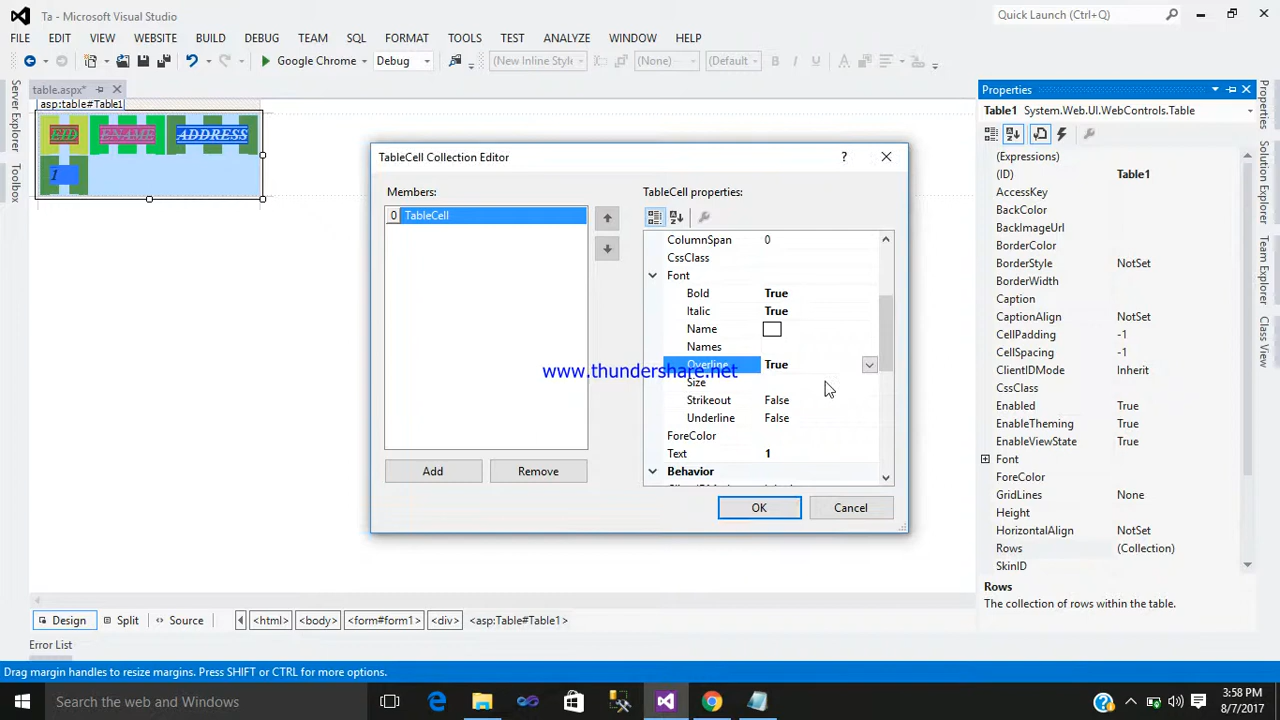 Ta - Microsoft Visual Studio
Quick Launch (Ctrl+Q)
FILE EDIT VIEW WEBSITE BUILD DEBUG TEAM SQL FORMAT TOOLS TEST ANALYZE WINDOW HELP
Google Chrome Debug (New Inline Style (None) (Default B I U A
table.aspx*
asp:table#Table1
EID ENAME ADDRESS
1
Server Explorer
Toolbox
TableCell Collection Editor
Members:
0 TableCell
Add Remove
TableCell properties:
ColumnSpan 0
CssClass
Font
Bold True
Italic True
Name
Names
Overline True
Size
Strikeout False
Underline False
ForeColor
Text 1
Behavior
OK Cancel
www.thundershare.net
Properties
Table1 System.Web.UI.WebControls.Table
(Expressions)
(ID) Table1
AccessKey
BackColor
BackImageUrl
BorderColor
BorderStyle NotSet
BorderWidth
Caption
CaptionAlign NotSet
CellPadding -1
CellSpacing -1
ClientIDMode Inherit
CssClass
Enabled True
EnableTheming True
EnableViewState True
Font
ForeColor
GridLines None
Height
HorizontalAlign NotSet
Rows (Collection)
SkinID
Rows
The collection of rows within the table.
Properties
Solution Explorer
Team Explorer
Class View
Design Split Source <html> <body> <form#form1> <div> <asp:Table#Table1>
Error List
Drag margin handles to resize margins. Press SHIFT or CTRL for more options.
Search the web and Windows
3:58 PM
8/7/2017